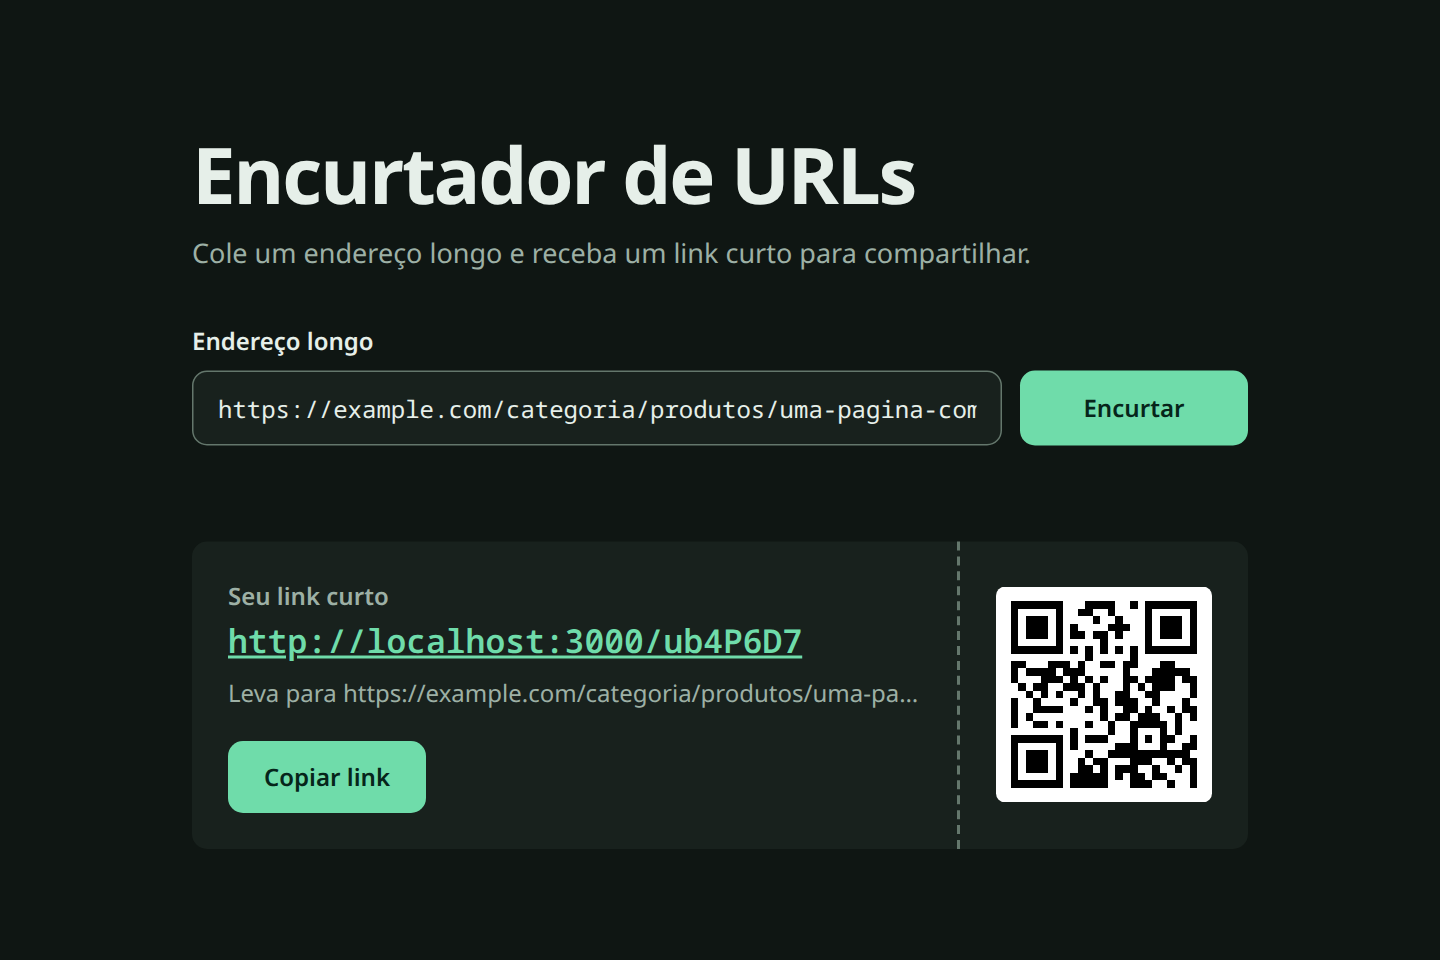 Encurtador de URLs
Cole um endereço longo e receba um link curto para compartilhar.
Endereço longo
https://example.com/categoria/produtos/uma-pagina-com
Encurtar
Seu link curto
http://localhost:3000/ub4P6D7
Leva para https://example.com/categoria/produtos/uma-pa...
Copiar link